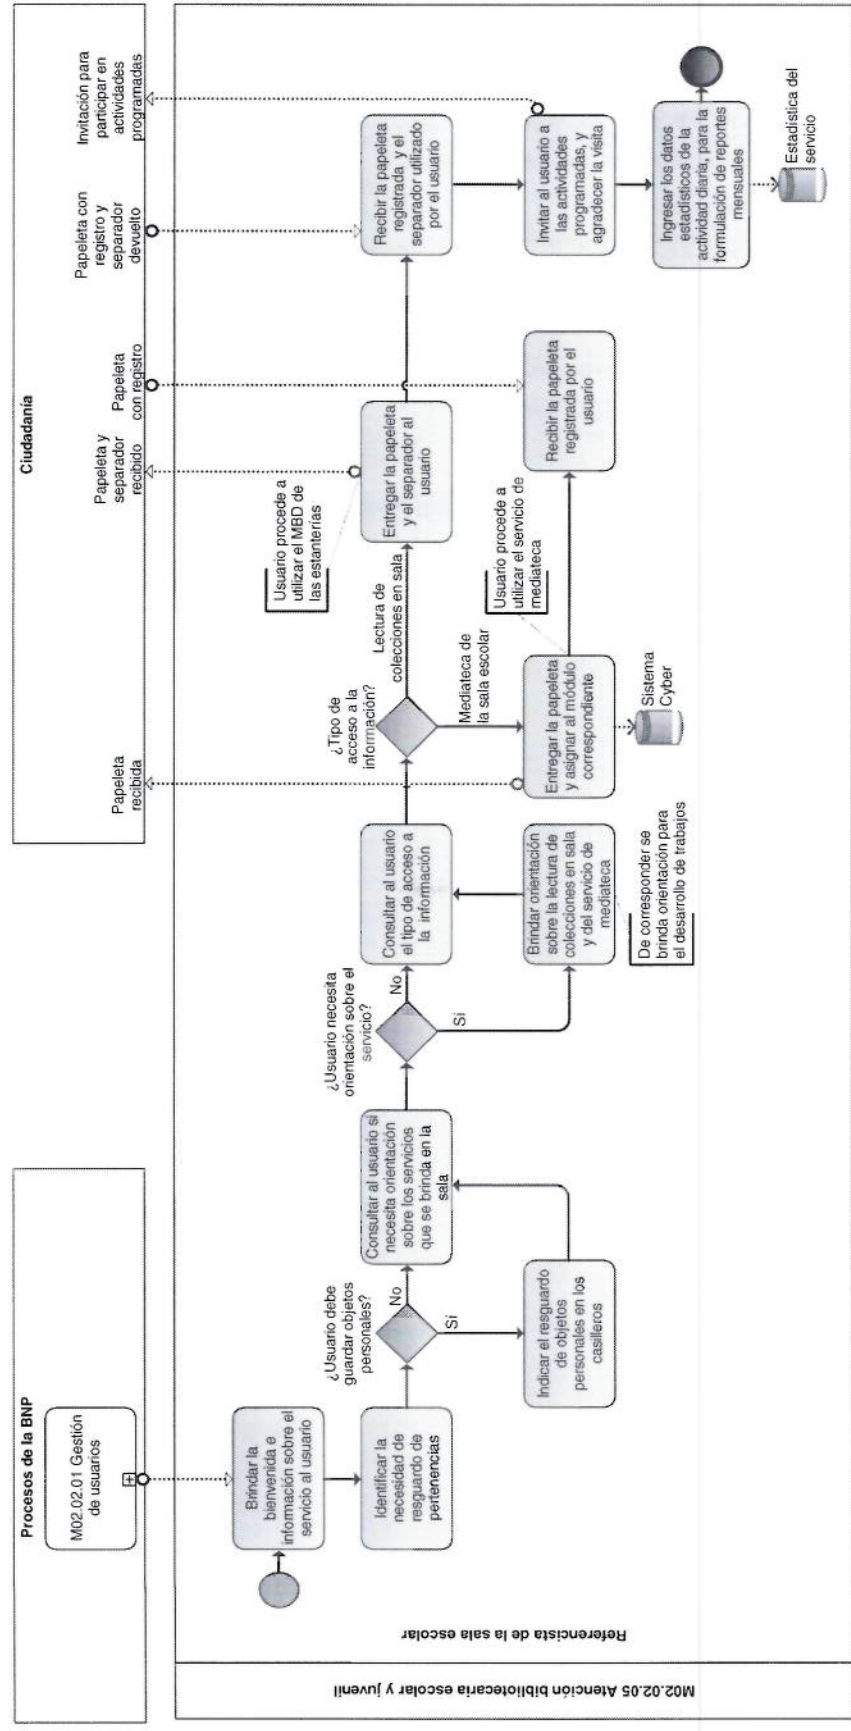 Procesos de la BNP
M02.02.01 Gestión
de usuarios
Ciudadanía
Papeleta
recibida
Papeleta y
separador
recibido
Papeleta
con registro
Papeleta con
registro y
separador
devuelto
Invitación para
participar en
actividades
programadas
M02.02.05 Atención bibliotecaria escolar y juvenil
Referencista de la sala escolar
Brindar la
bienvenida e
información sobre el
servicio al usuario
Identificar la
necesidad de
resguardo de
pertenencias
¿Usuario debe
guardar objetos
personales?
No
Sí
Indicar el resguardo
de objetos
personales en los
casilleros
Consultar al usuario si
necesita orientación
sobre los servicios
que se brinda en la
sala
¿Usuario necesita
orientación sobre el
servicio?
No
Sí
Brindar orientación
sobre la lectura de
colecciones en sala
y del servicio de
mediateca
De corresponder se
brinda orientación para
el desarrollo de trabajos
Consultar al usuario
el tipo de acceso a
la información
¿Tipo de
acceso a la
información?
Lectura de
colecciones en sala
Mediateca de
la sala escolar
Entregar la papeleta
y asignar al módulo
correspondiente
Sistema
Cyber
Usuario procede a
utilizar el servicio de
mediateca
Usuario procede a
utilizar el MBD de
las estanterías
Entregar la papeleta
y el separador al
usuario
Recibir la papeleta
registrada por el
usuario
Recibir la papeleta
registrada y el
separador utilizado
por el usuario
Invitar al usuario a
las actividades
programadas, y
agradecer la visita
Ingresar los datos
estadísticos de la
actividad diaria, para la
formulación de reportes
mensuales
Estadística del
servicio